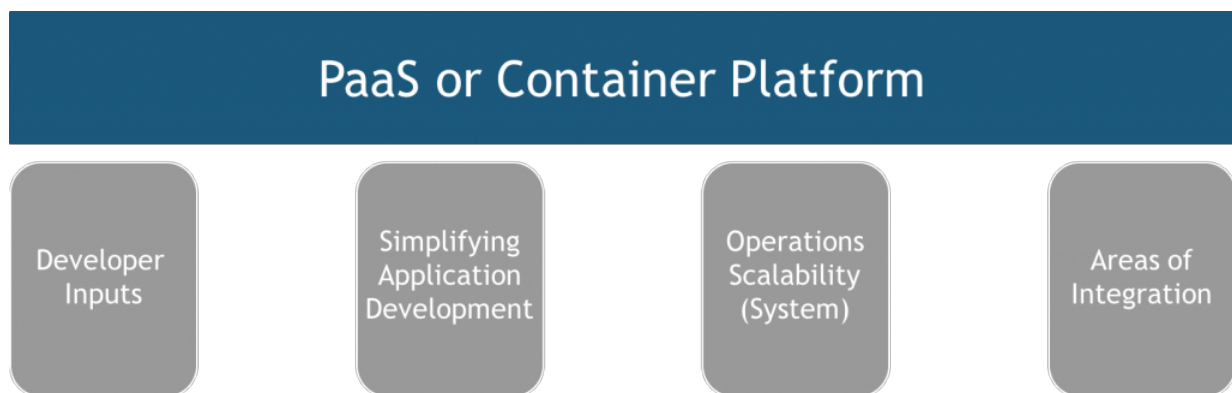 PaaS or Container Platform
Developer
Inputs
Simplifying
Application
Development
Operations
Scalability
(System)
Areas of
Integration